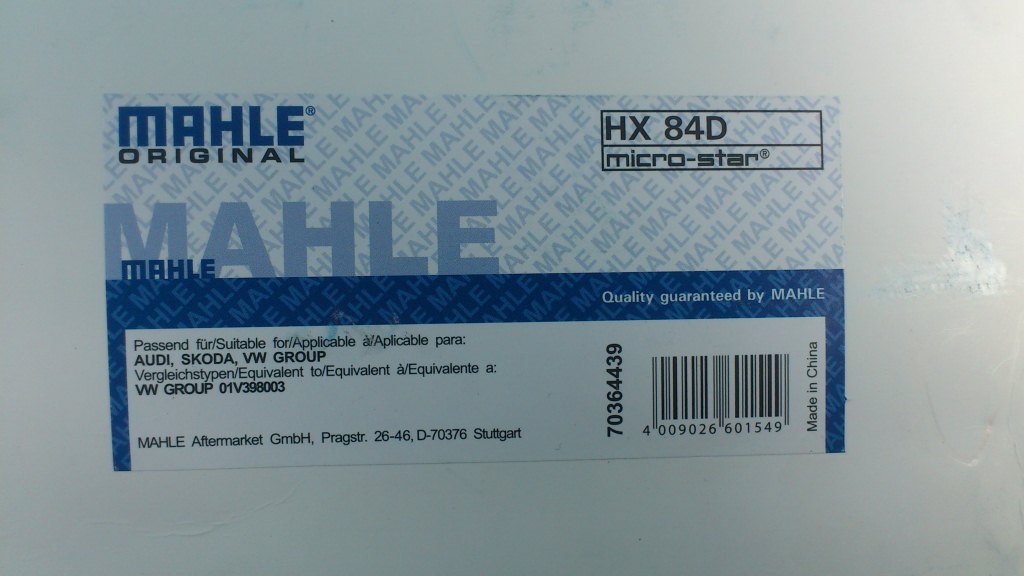 MAHLE®
ORIGINAL
HX 84D
micro-star®
MAHLE
MAHLE
Quality guaranteed by MAHLE
Passend für/Suitable for/Applicable à/Aplicable para:
AUDI, SKODA, VW GROUP
Vergleichstypen/Equivalent to/Equivalent à/Equivalente a:
VW GROUP 01V398003
MAHLE Aftermarket GmbH, Pragstr. 26-46, D-70376 Stuttgart
70364439
4 009026 601549
Made in China